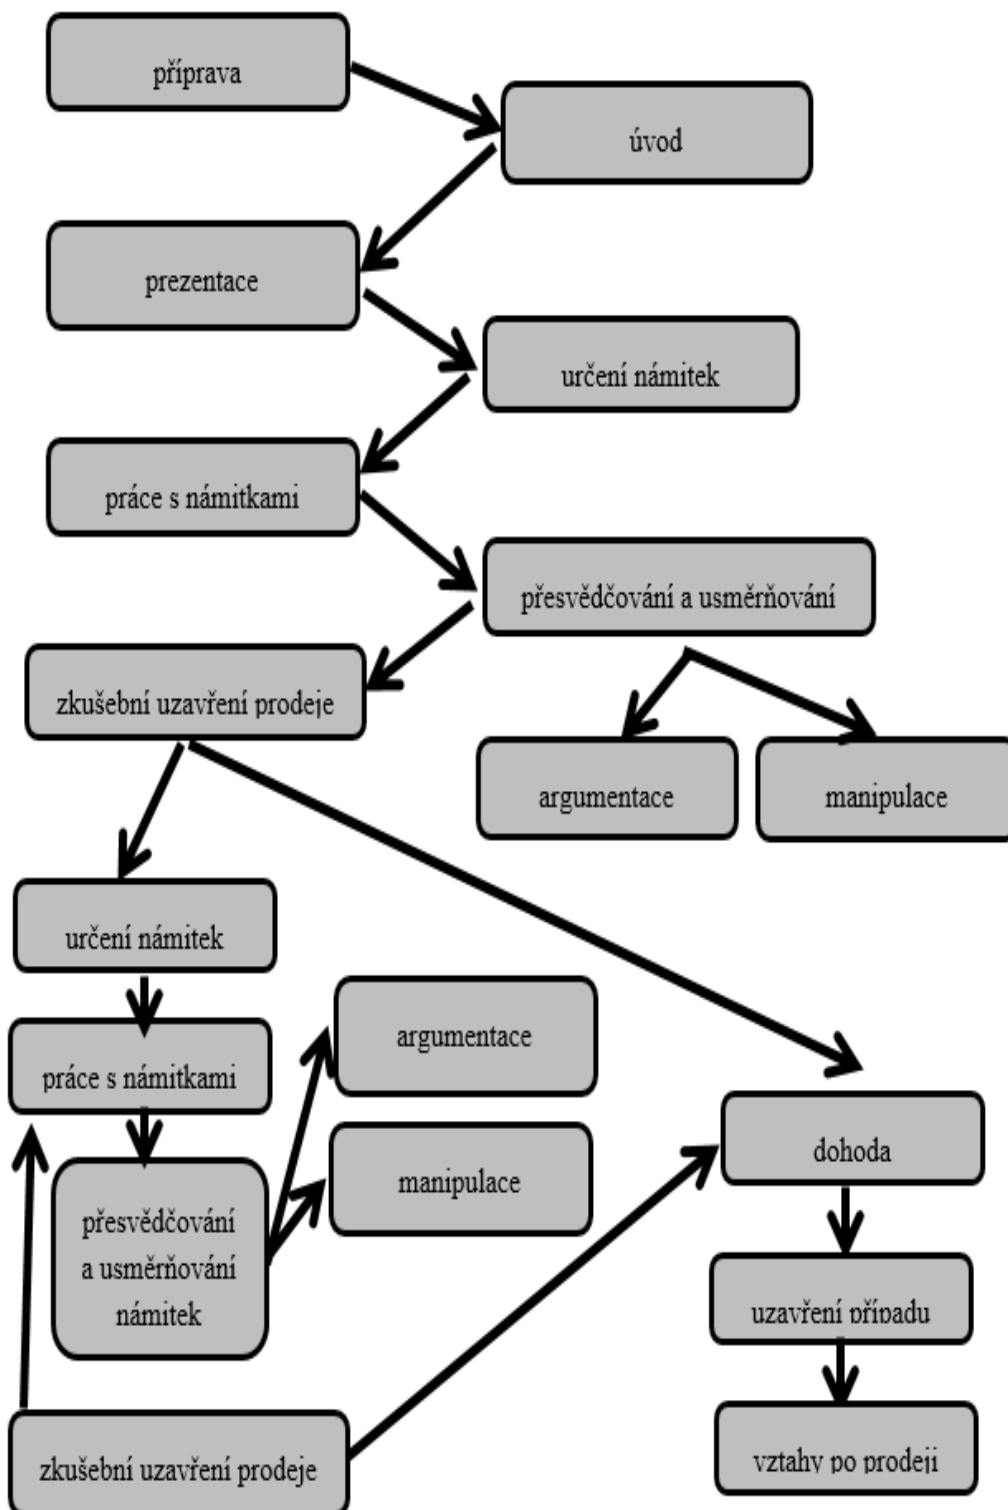 příprava
úvod
prezentace
určení námitek
práce s námitkami
přesvědčování a usměrňování
zkušební uzavření prodeje
argumentace
manipulace
určení námitek
argumentace
práce s námitkami
dohoda
manipulace
přesvědčování
a usměrňování
námitek
uzavření případu
zkušební uzavření prodeje
vztahy po prodeji